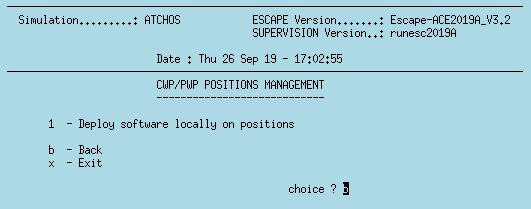 Simulation.........: ATCHOS ESCAPE Version.......: Escape-ACE2019A_V3.2
SUPERVISION Version..: runesc2019A
Date : Thu 26 Sep 19 - 17:02:55
CWP/PWP POSITIONS MANAGEMENT
----------------------------
1 - Deploy software locally on positions
b - Back
x - Exit
choice ? b